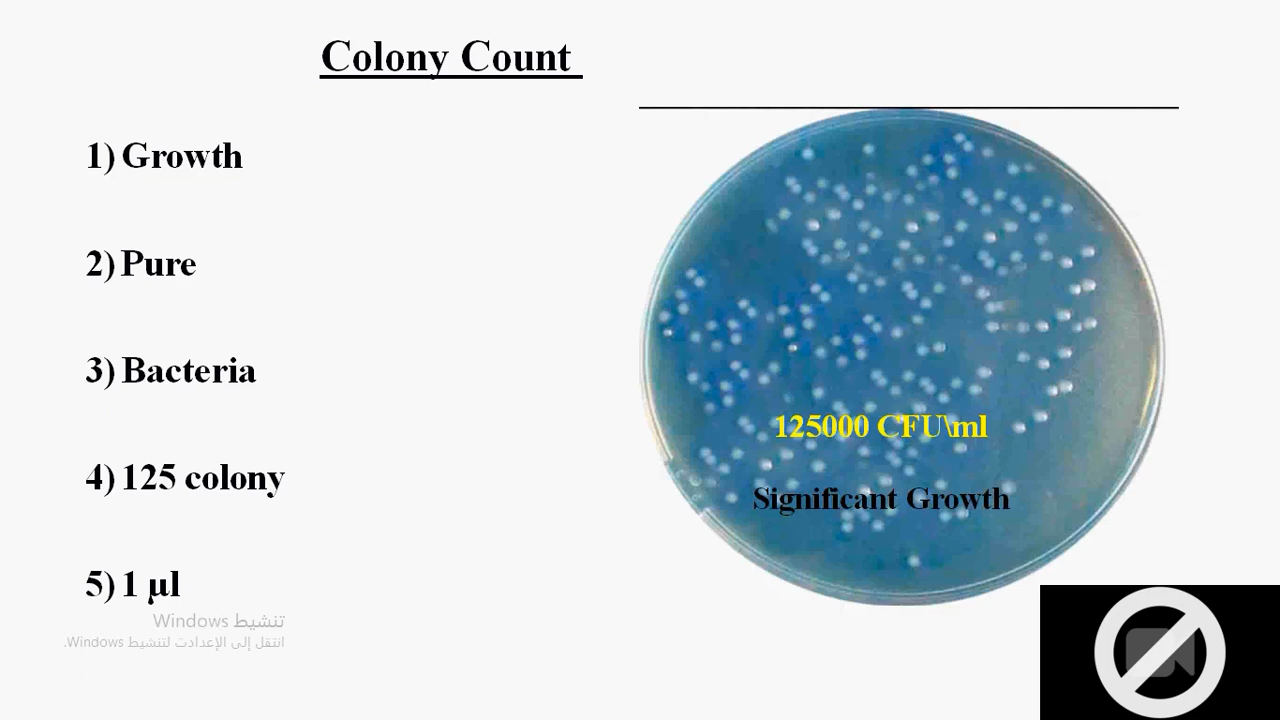 Colony Count
1) Growth
2) Pure
3) Bacteria
4) 125 colony
5) 1 µl
125000 CFU\ml
Significant Growth
تنشيط Windows
انتقل إلى الإعدادت لتنشيط Windows.